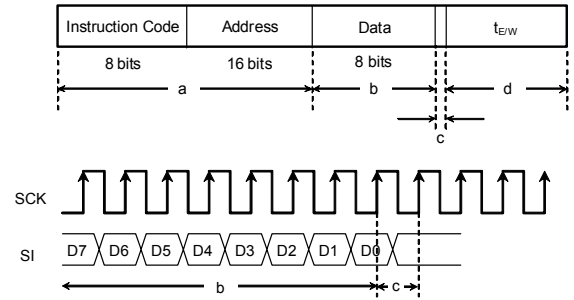 Instruction Code Address Data tE/W
8 bits 16 bits 8 bits
a b d
c
SCK
SI D7 D6 D5 D4 D3 D2 D1 D0
b c